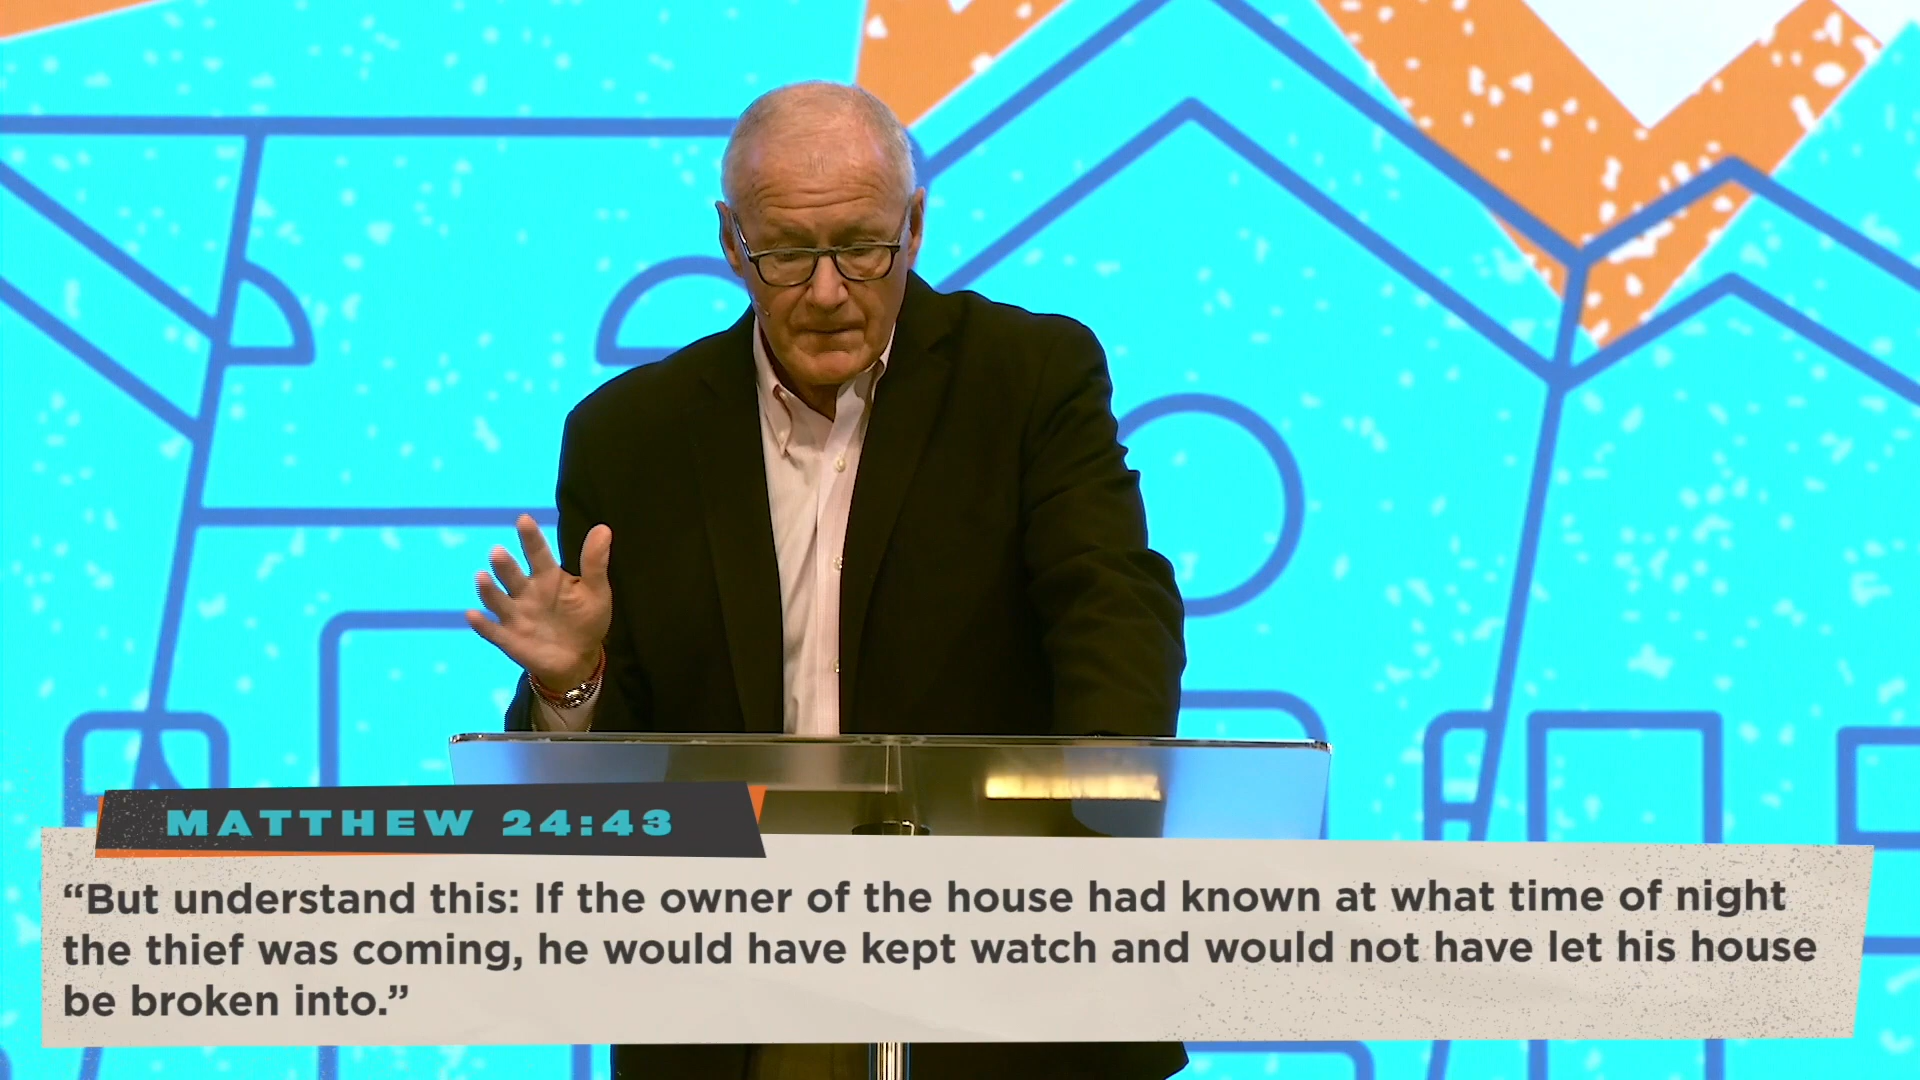 MATTHEW 24:43
“But understand this: If the owner of the house had known at what time of night
the thief was coming, he would have kept watch and would not have let his house
be broken into.”